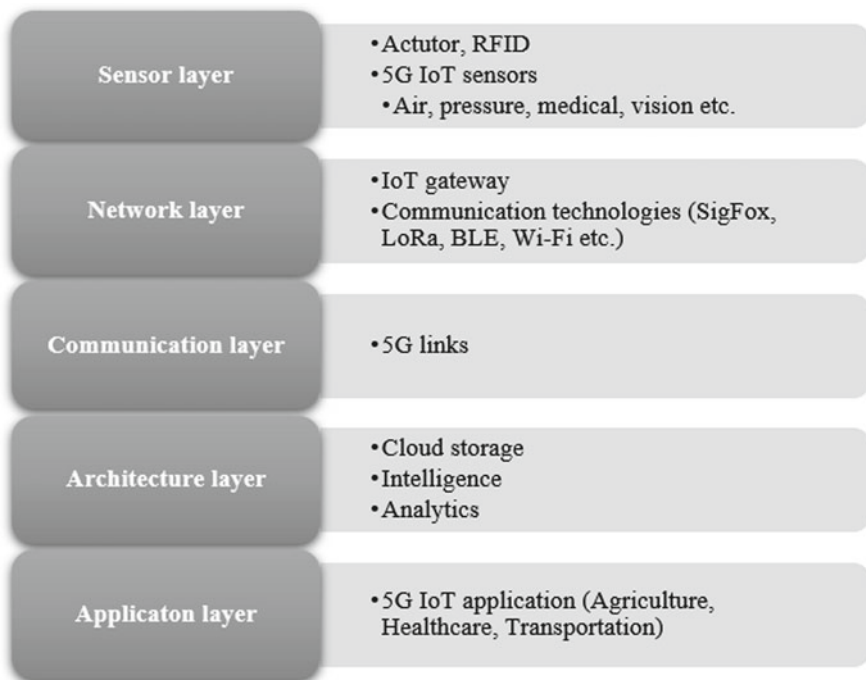 Sensor layer
•Actutor, RFID
•5G IoT sensors
•Air, pressure, medical, vision etc.
Network layer
•IoT gateway
•Communication technologies (SigFox,
LoRa, BLE, Wi-Fi etc.)
Communication layer
•5G links
Architecture layer
•Cloud storage
•Intelligence
•Analytics
Applicaton layer
•5G IoT application (Agriculture,
Healthcare, Transportation)